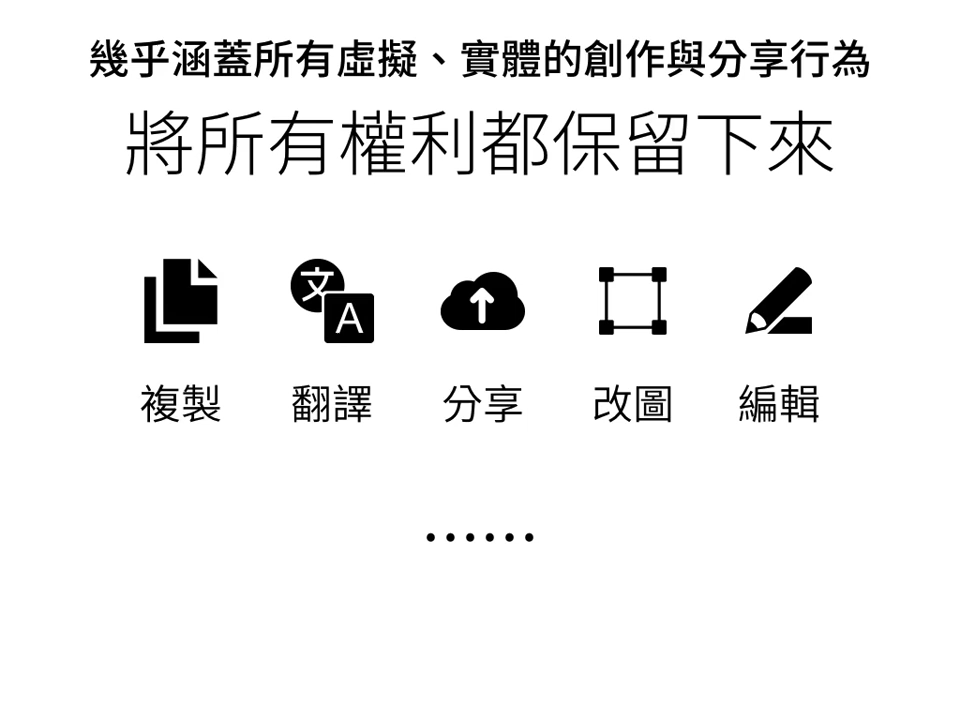 幾乎涵蓋所有虛擬、實體的創作與分享行為
將所有權利都保留下來
文
A
複製 翻譯 分享 改圖 編輯
......